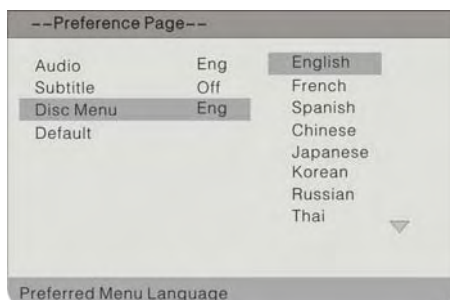 --Preference Page--
Audio Eng
Subtitle Off
Disc Menu Eng
Default
English
French
Spanish
Chinese
Japanese
Korean
Russian
Thai
Preferred Menu Language